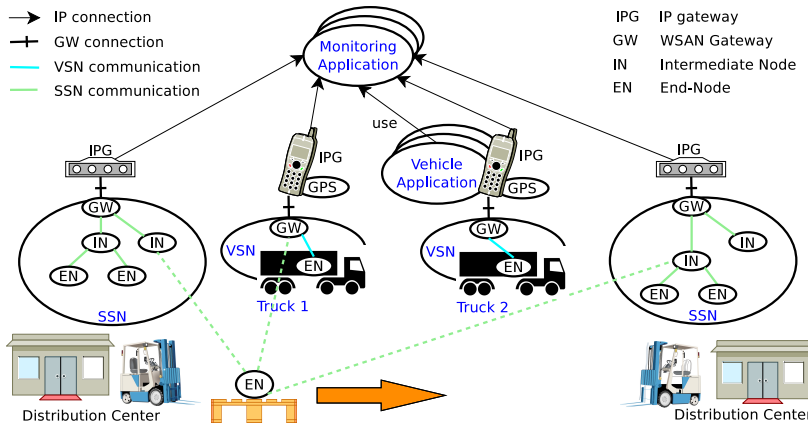 IP connection
GW connection
VSN communication
SSN communication
Monitoring
Application
IPG IP gateway
GW WSAN Gateway
IN Intermediate Node
EN End-Node
use
IPG
IPG
GPS
Vehicle
Application
IPG
GPS
IPG
GW
IN
IN
EN
EN
SSN
GW
VSN
EN
Truck 1
GW
VSN
EN
Truck 2
GW
IN
IN
EN
EN
SSN
EN
Distribution Center
Distribution Center